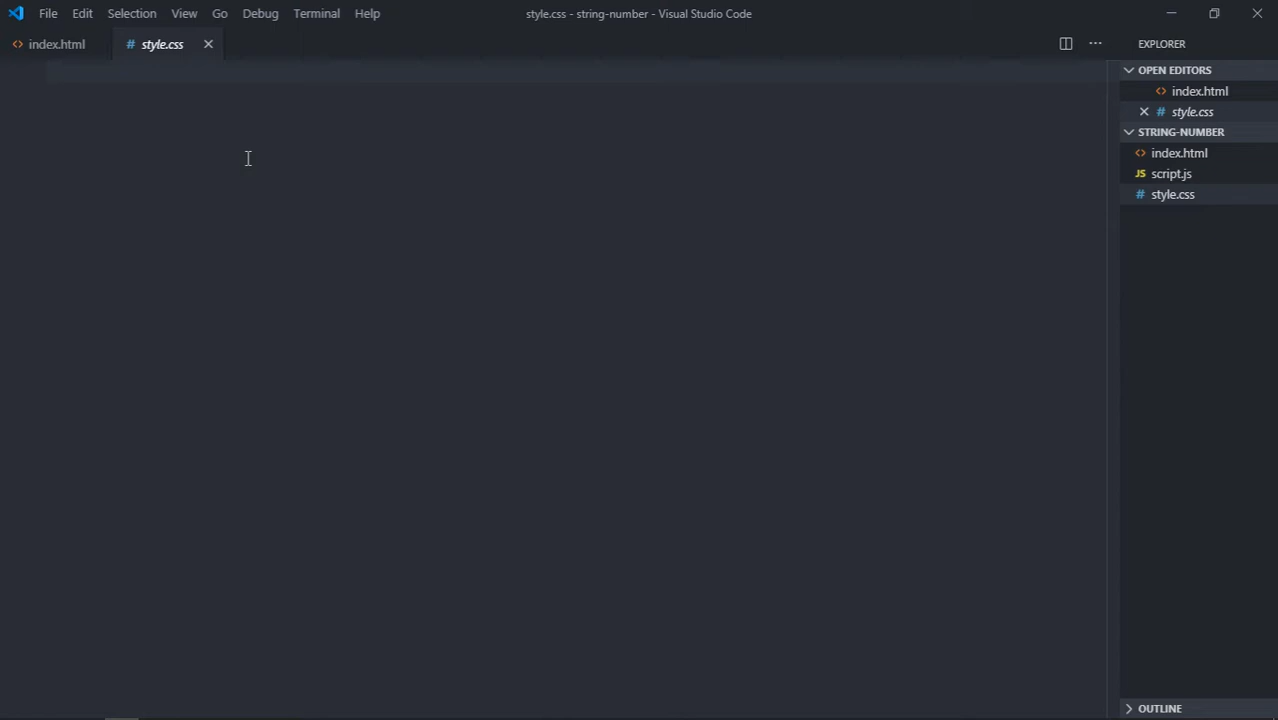 File Edit Selection View Go Debug Terminal Help style.css - string-number - Visual Studio Code
index.html # style.css EXPLORER
OPEN EDITORS
index.html
# style.css
STRING-NUMBER
index.html
JS script.js
# style.css
OUTLINE